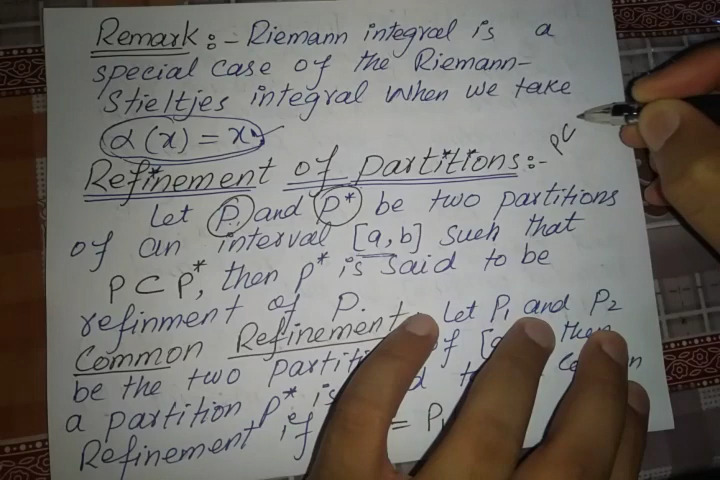 Remark:- Riemann integral is a
special case of the Riemann-
Stieltjes integral when we take
α(x) = x.
Refinement of partitions:- P⊂
Let P and P* be two partitions
of an interval [a,b] such that
P⊂P*, then P* is said to be
refinment of P.
Common Refinement. Let P₁ and P₂
be the two of then
a partition P* is
Refinement if = P